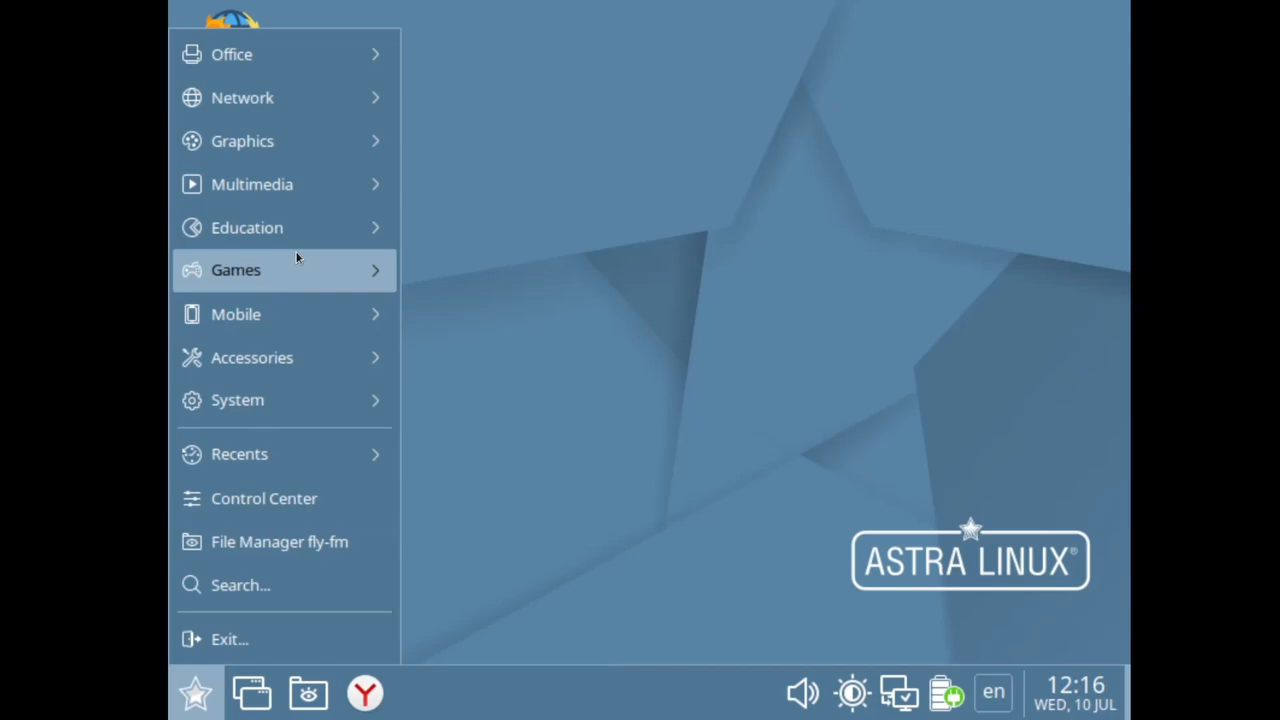 Office
Network
Graphics
Multimedia
Education
Games
Mobile
Accessories
System
Recents
Control Center
File Manager fly-fm
Search...
Exit...
ASTRA LINUX®
Y
en
12:16
WED, 10 JUL